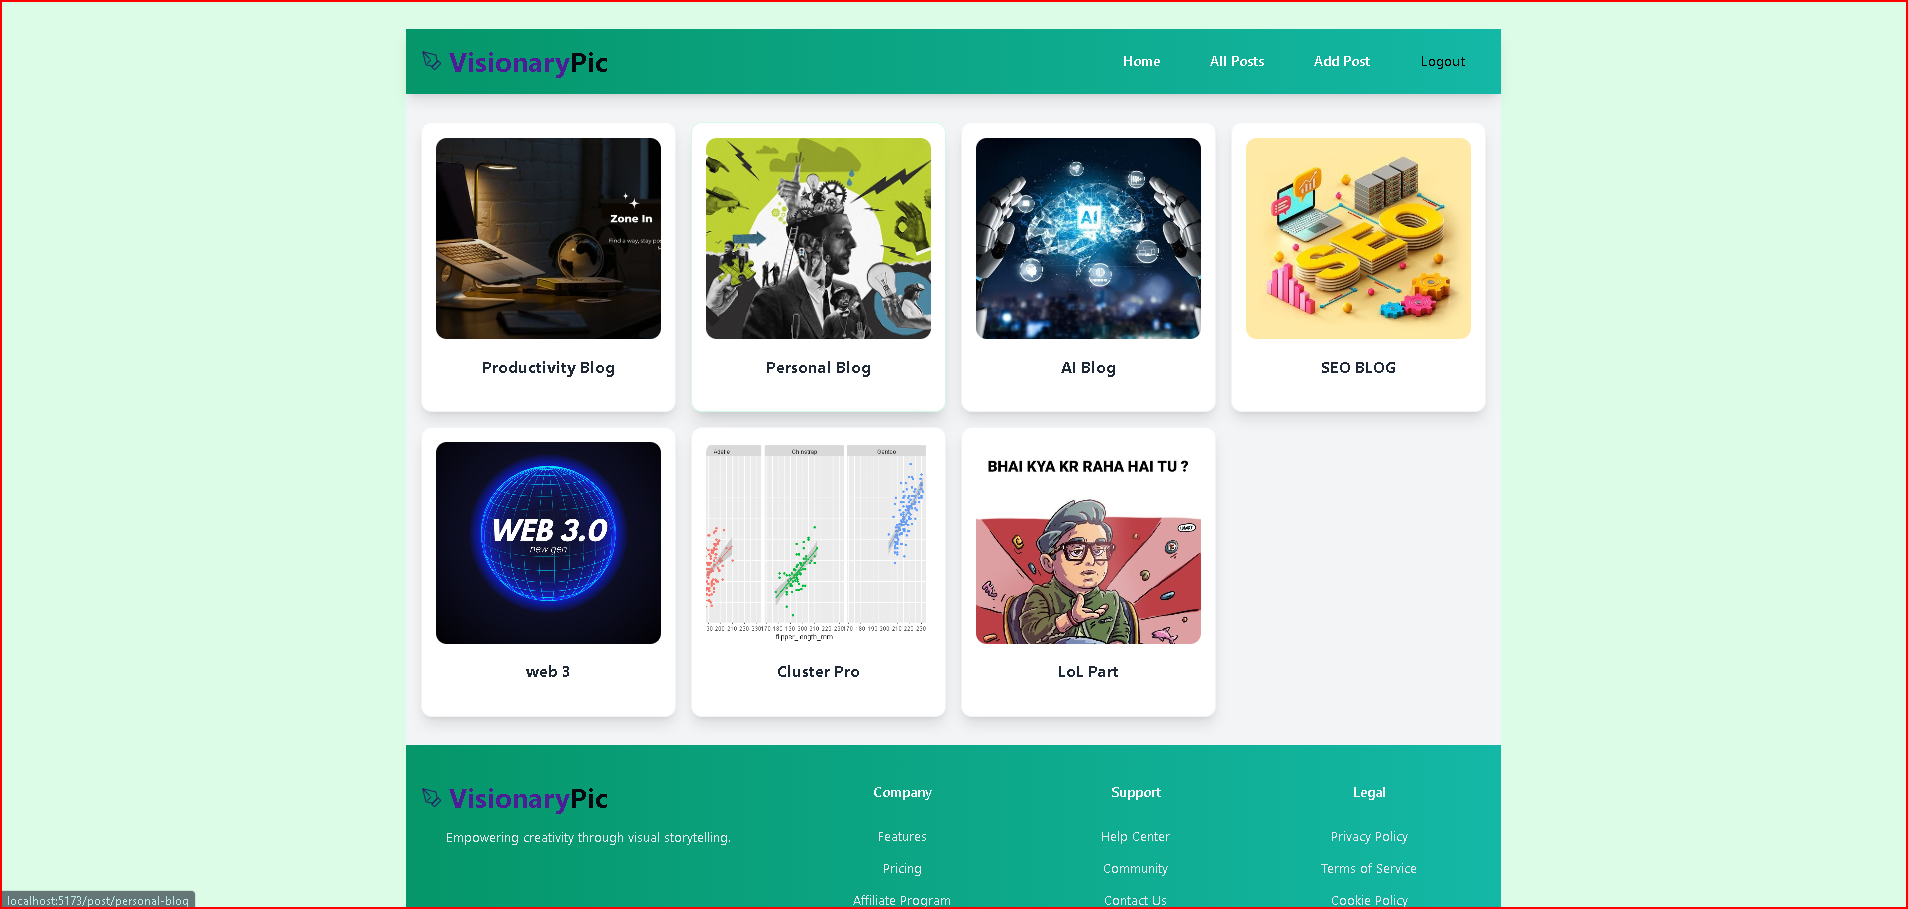 VisionaryPic
Home
All Posts
Add Post
Logout
Zone In
Find a way, stay
AI
SEO
Productivity Blog
Personal Blog
AI Blog
SEO BLOG
WEB 3.0
new gen
Adelie
Chinstrap
Gentoo
flipper_length_mm
BHAI KYA KR RAHA HAI TU ?
web 3
Cluster Pro
LoL Part
VisionaryPic
Empowering creativity through visual storytelling.
Company
Features
Pricing
Affiliate Program
Support
Help Center
Community
Contact Us
Legal
Privacy Policy
Terms of Service
Cookie Policy
localhost:5173/post/personal-blog